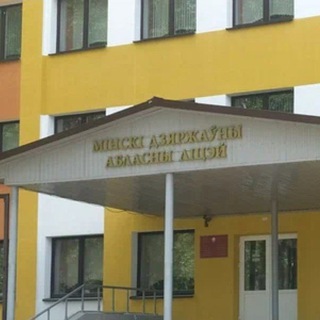 МІНСКІ ДЗЯРЖАЎНЫ
АБЛАСНЫ ЛІЦЭЙ